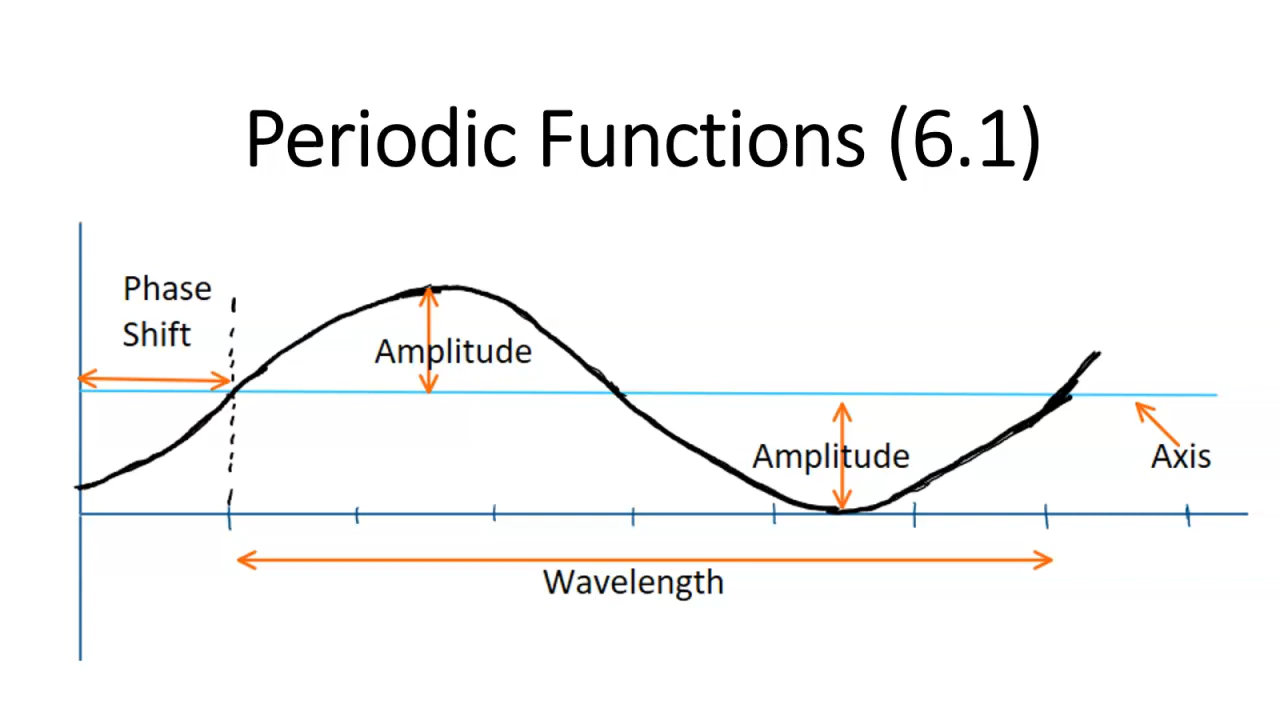 Periodic Functions (6.1)
Phase
Shift
Amplitude
Amplitude
Axis
Wavelength